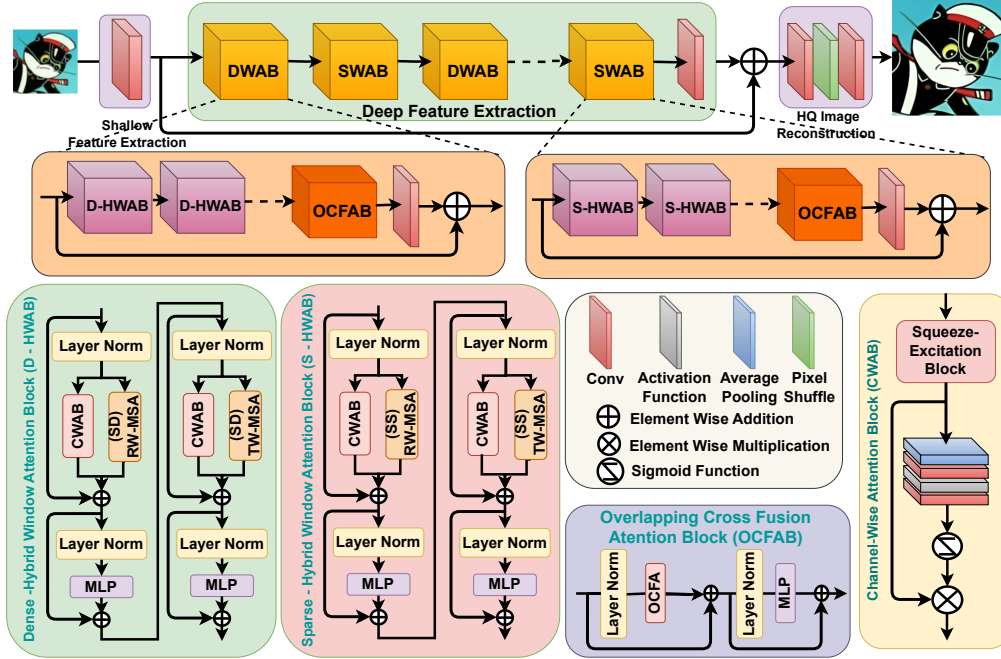 DWAB
SWAB
DWAB
SWAB
Deep Feature Extraction
Shallow
Feature Extraction
HQ Image
Reconstruction
D-HWAB
D-HWAB
OCFAB
S-HWAB
S-HWAB
OCFAB
Dense -Hybrid Window Attention Block (D - HWAB)
Layer Norm
CWAB
(SD)
RW-MSA
Layer Norm
MLP
Layer Norm
CWAB
(SD)
TW-MSA
Layer Norm
MLP
Sparse - Hybrid Window Attention Block (S - HWAB)
Layer Norm
CWAB
(SS)
RW-MSA
Layer Norm
MLP
Layer Norm
CWAB
(SS)
TW-MSA
Layer Norm
MLP
Conv
Activation
Function
Average
Pooling
Pixel
Shuffle
Element Wise Addition
Element Wise Multiplication
Sigmoid Function
Overlapping Cross Fusion
Atention Block (OCFAB)
Layer Norm
OCFA
Layer Norm
MLP
Channel-Wise Attention Block (CWAB)
Squeeze-
Excitation
Block